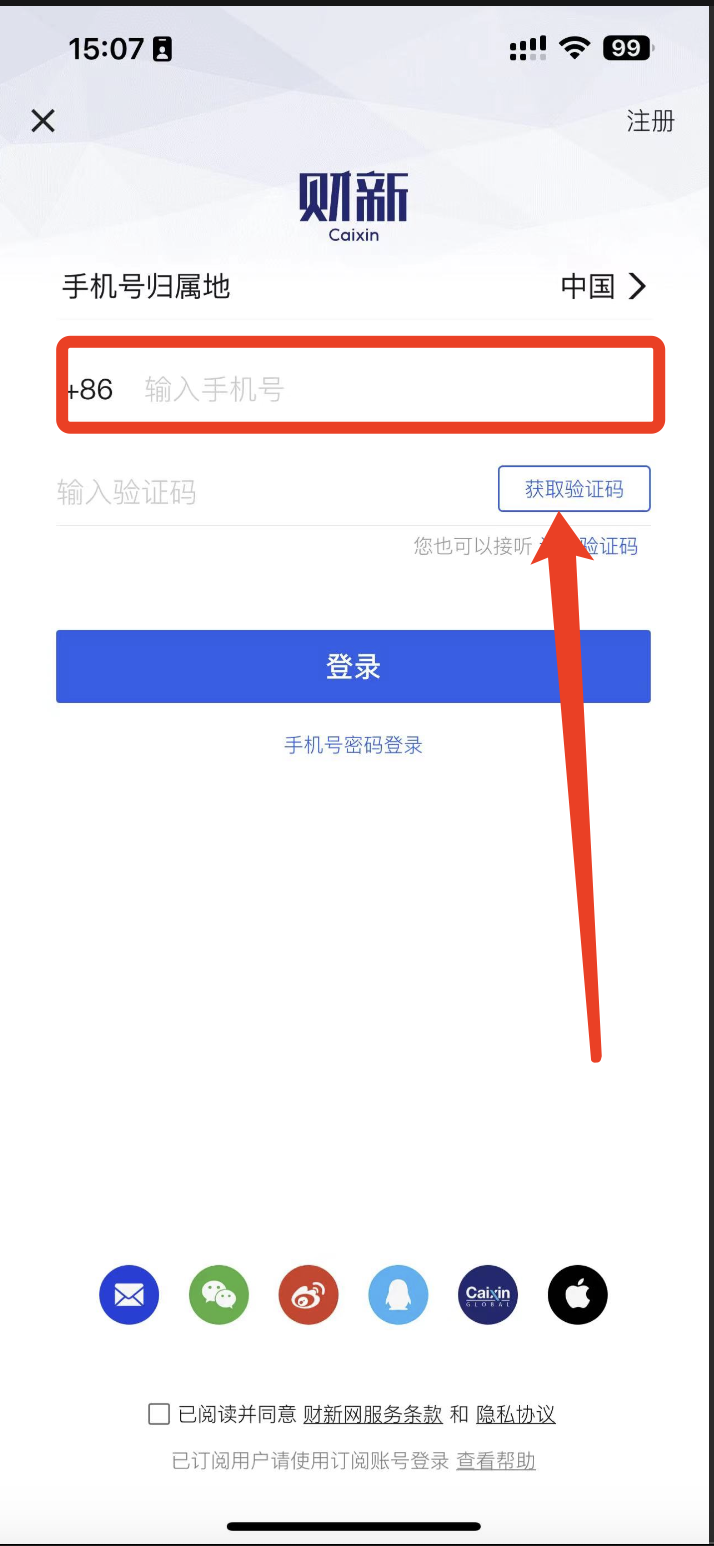 15:07 99
注册
财新
Caixin
手机号归属地 中国
+86 输入手机号
输入验证码 获取验证码
您也可以接听 验证码
登录
手机号密码登录
Caixin
GLOBAL
已阅读并同意 财新网服务条款 和 隐私协议
已订阅用户请使用订阅账号登录 查看帮助